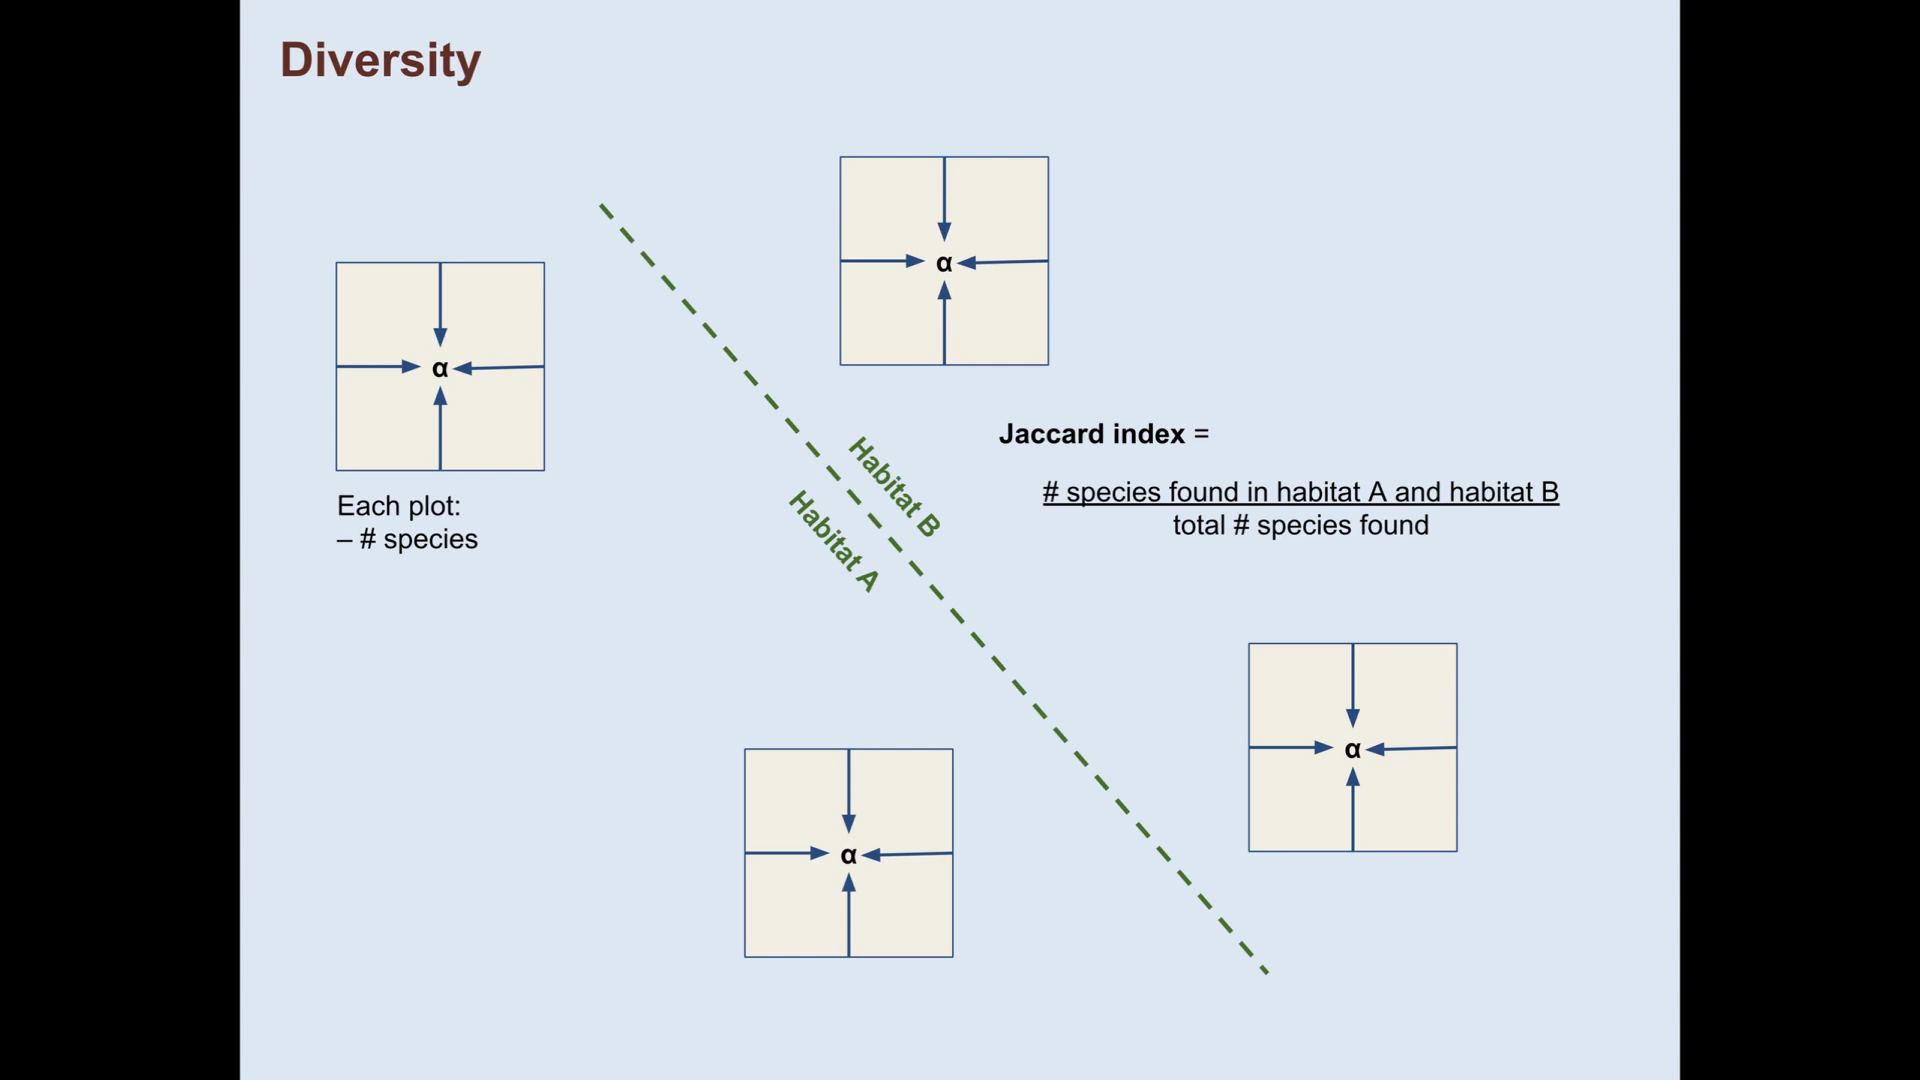 Diversity
α
α
Each plot:
– # species
Habitat B
Habitat A
Jaccard index =
# species found in habitat A and habitat B
total # species found
α
α